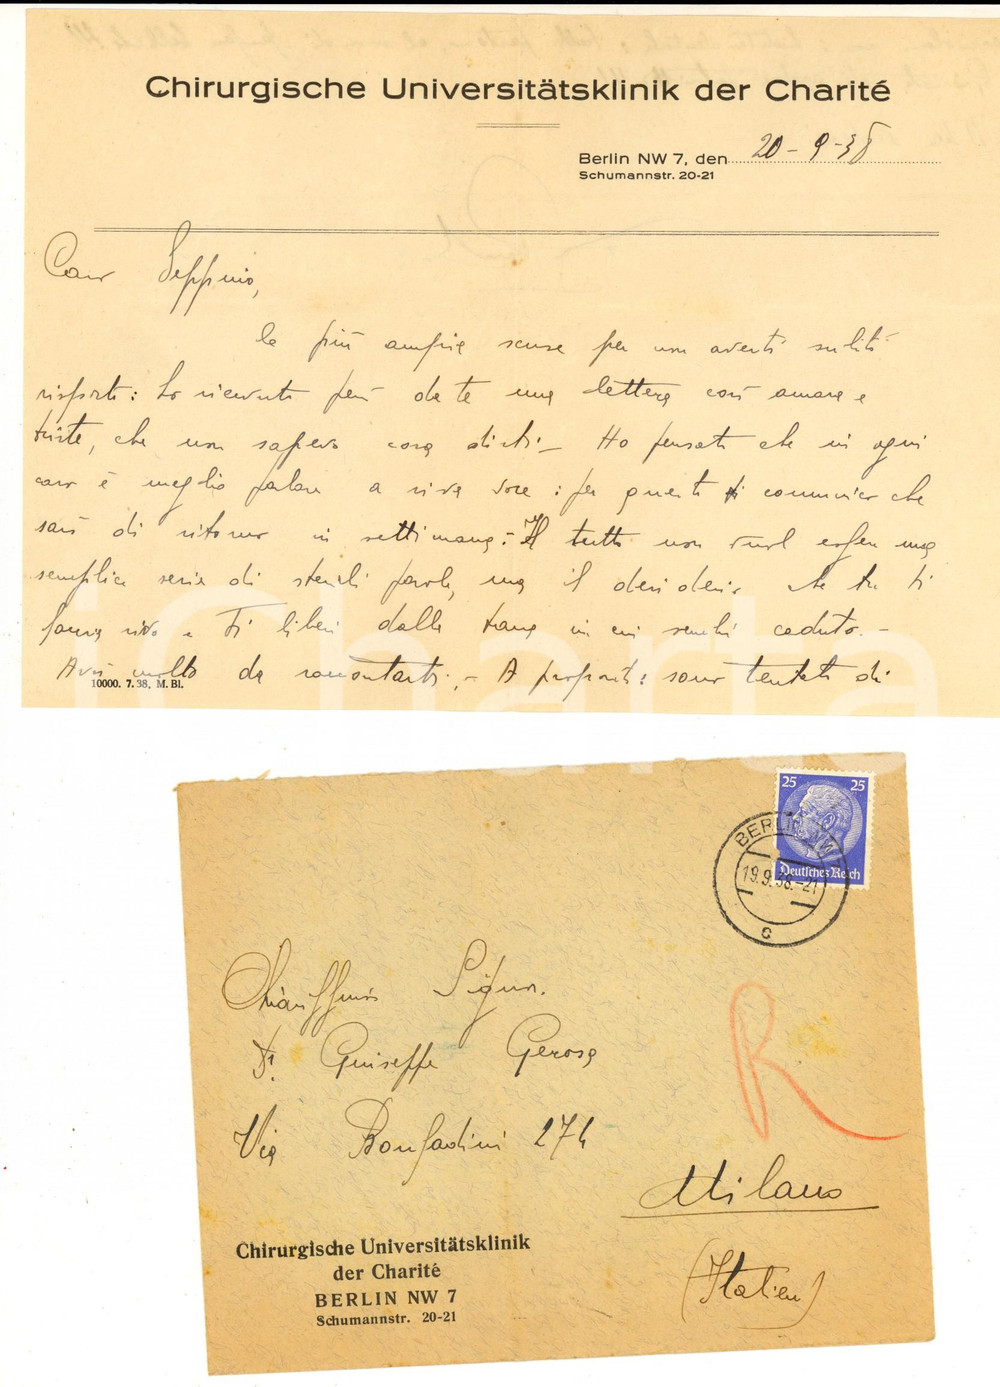 Chirurgische Universitätsklinik der Charité
Berlin NW 7, den 20-9-38
Schumannstr. 20-21
Caro Peppino,
le più ampie scuse per non averti subito
risposto: ho ricevuto però da te una lettera così amara e
triste, che non sapevo cosa dirti - Ho pensato che in ogni
caso è meglio parlare a viva voce: per questo ti comunico che
sarò di ritorno in settimana: Il tutto non vuol essere una
semplice serie di sterili parole, ma il desiderio che tu ti
faccia vivo e ti liberi dalla tana in cui sembri caduto. -
Avrò molto da raccontarti. - A proposito: sono tentato di
10000. 7. 38. M. Bl.
iCharta
25 25
Deutsches Reich
BERLIN NW
19.9.38.-21
c
Chiarissimo Signor.
Dr. Giuseppe Gerosa
R
Via Bonfadini 274
Milano
(Italien)
Chirurgische Universitätsklinik
der Charité
BERLIN NW 7
Schumannstr. 20-21